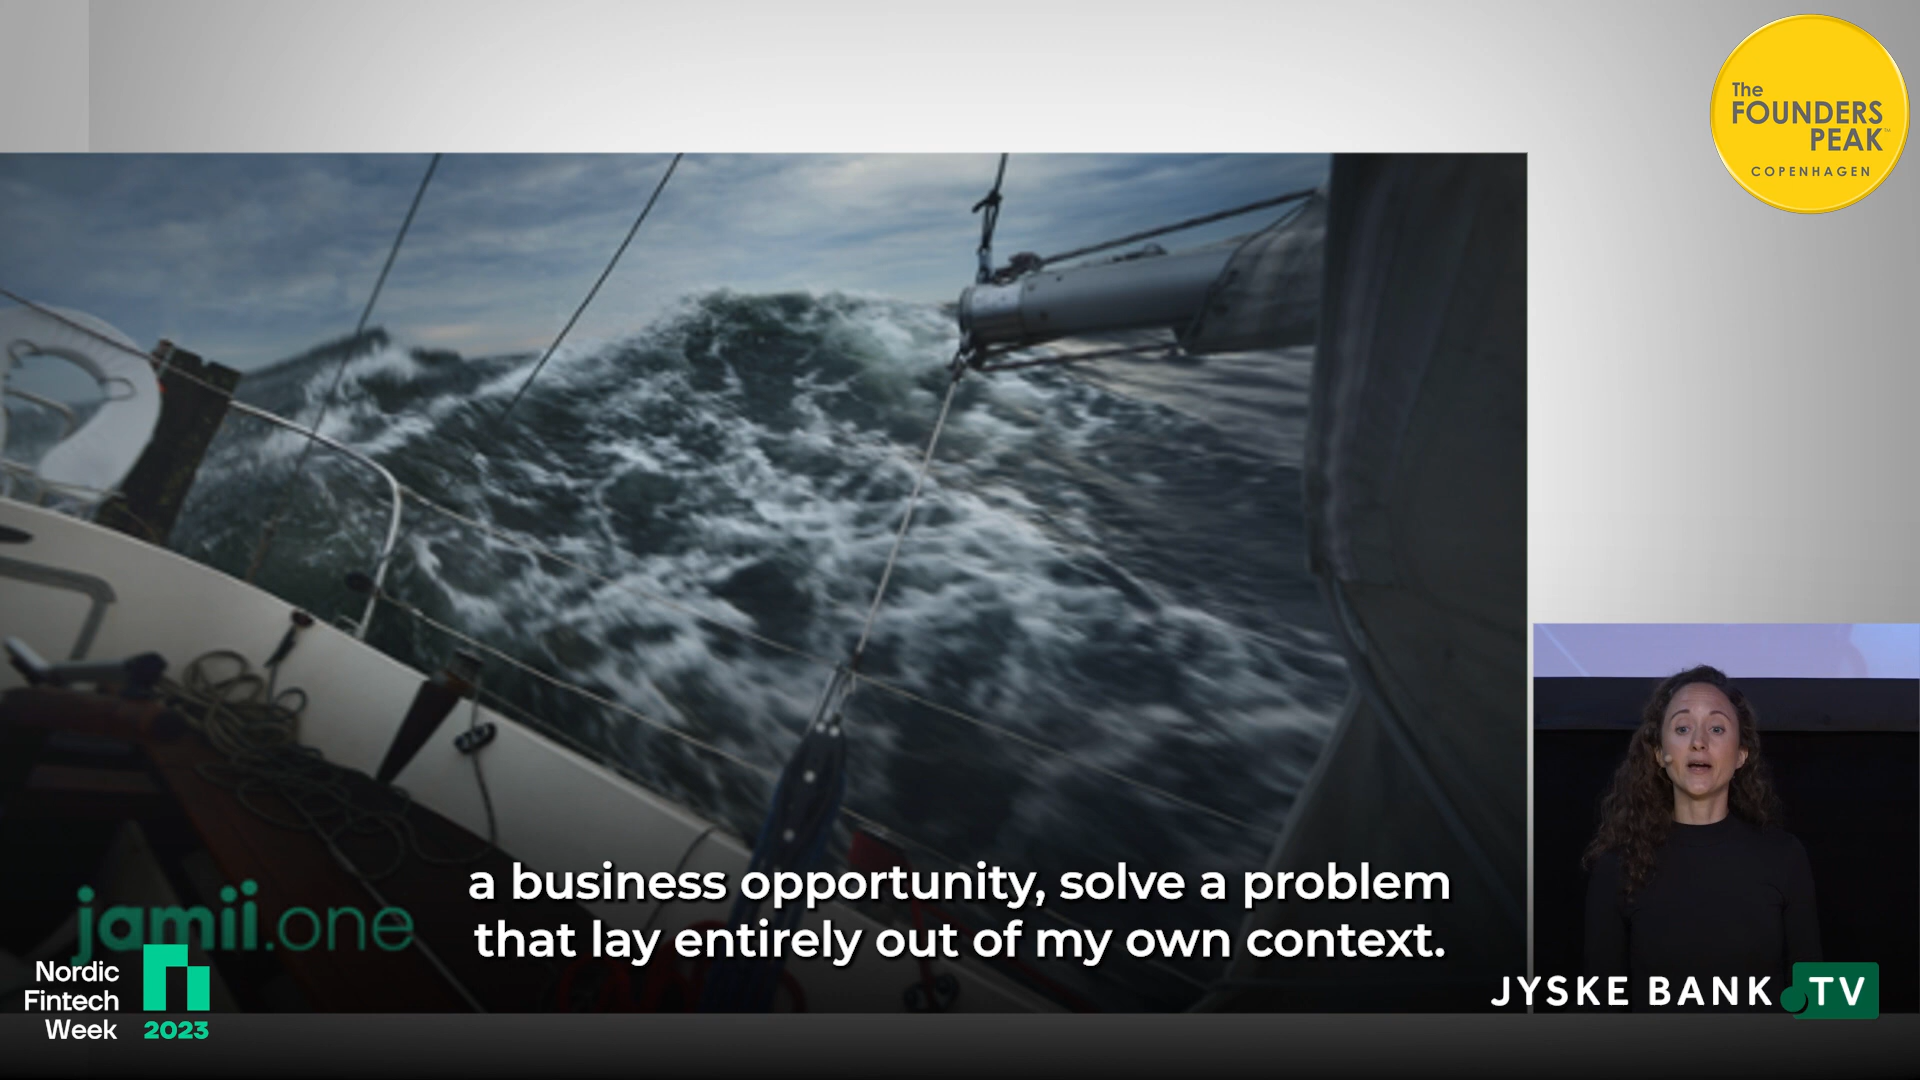 The
FOUNDERS
PEAK
COPENHAGEN
jamii.one
a business opportunity, solve a problem
that lay entirely out of my own context.
Nordic
Fintech
Week
2023
JYSKE BANK TV